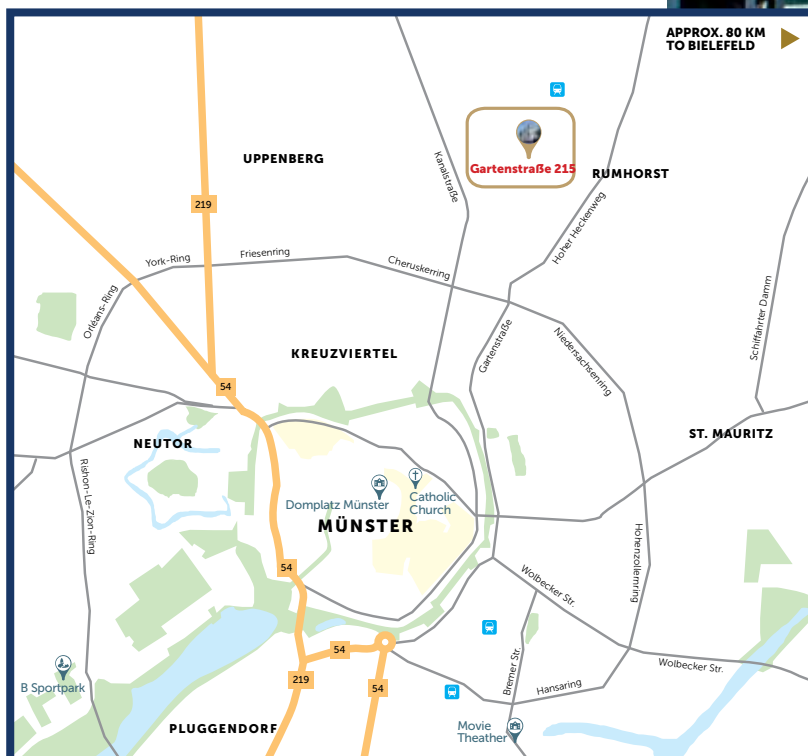 APPROX. 80 KM
TO BIELEFELD
UPPENBERG
Kanalstraße
Gartenstraße 215
RUMHORST
219
Hoher Heckenweg
York-Ring
Friesenring
Cheruskerring
Orléans-Ring
Schiffahrter Damm
Gartenstraße
Niedersachsenring
KREUZVIERTEL
54
NEUTOR
ST. MAURITZ
Rishon-Le-Zion-Ring
Domplatz Münster
Catholic
Church
MÜNSTER
Hohenzollernring
54
Wolbecker Str.
54
Bremer Str.
Wolbecker Str.
B Sportpark
219
54
Hansaring
PLUGGENDORF
Movie
Theather